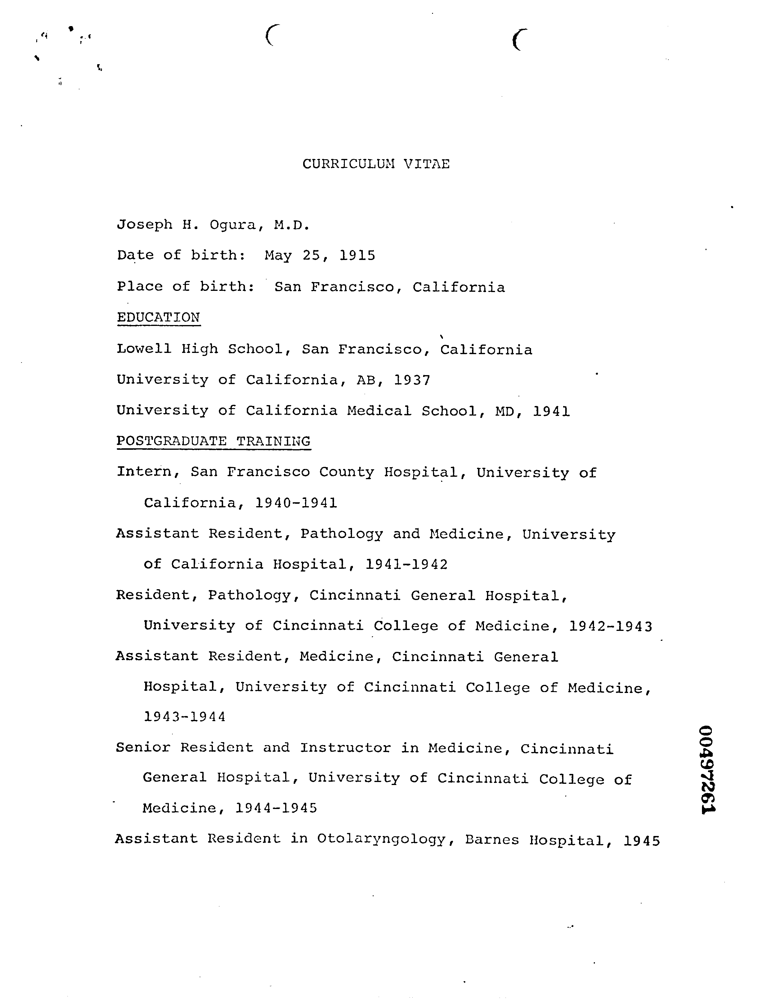 CURRICULUM VITAE
Joseph H. Ogura, M.D.
Date of birth: May 25, 1915
Place of birth: San Francisco, California
EDUCATION
Lowell High School, San Francisco, California
University of California, AB, 1937
University of California Medical School, MD, 1941
POSTGRADUATE TRAINING
Intern, San Francisco County Hospital, University of
California, 1940-1941
Assistant Resident, Pathology and Medicine, University
of California Hospital, 1941-1942
Resident, Pathology, Cincinnati General Hospital,
University of Cincinnati College of Medicine, 1942-1943
Assistant Resident, Medicine, Cincinnati General
Hospital, University of Cincinnati College of Medicine,
1943-1944
Senior Resident and Instructor in Medicine, Cincinnati
General Hospital, University of Cincinnati College of
Medicine, 1944-1945
Assistant Resident in Otolaryngology, Barnes Hospital, 1945
00497261